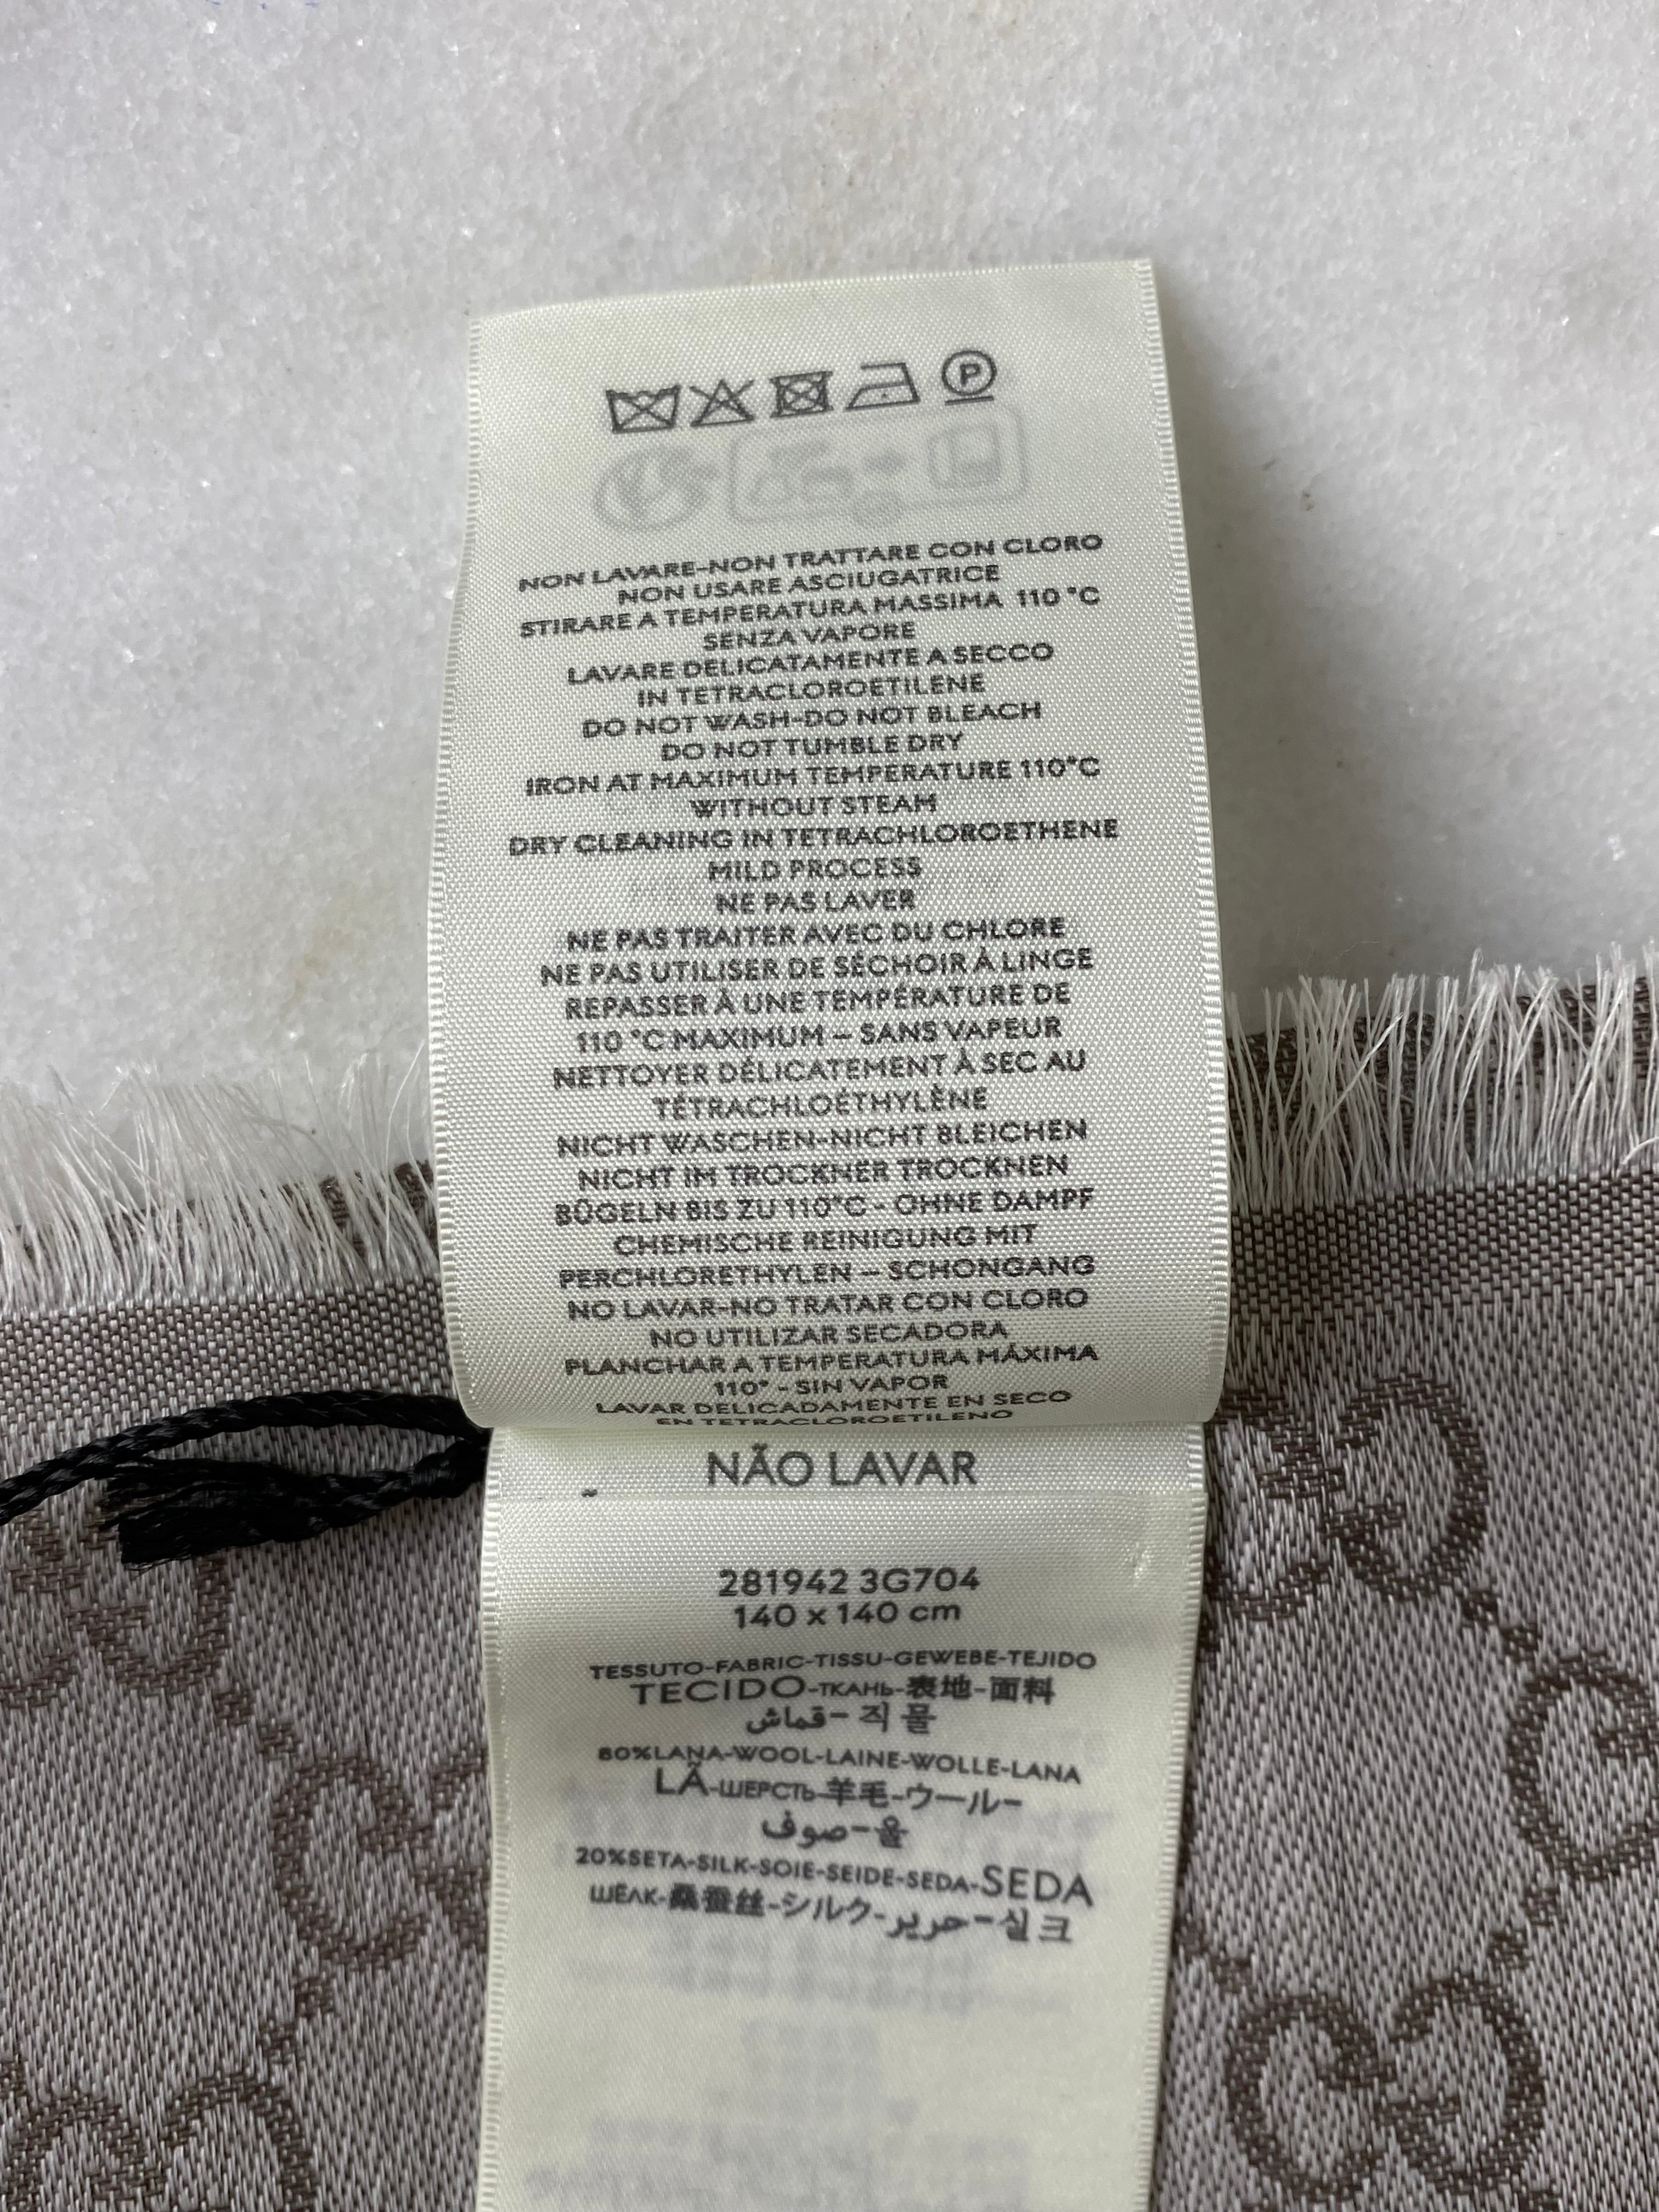 P
NON LAVARE-NON TRATTARE CON CLORO
NON USARE ASCIUGATRICE
STIRARE A TEMPERATURA MASSIMA 110 °C
SENZA VAPORE
LAVARE DELICATAMENTE A SECCO
IN TETRACLOROETILENE
DO NOT WASH-DO NOT BLEACH
DO NOT TUMBLE DRY
IRON AT MAXIMUM TEMPERATURE 110°C
WITHOUT STEAM
DRY CLEANING IN TETRACHLOROETHENE
MILD PROCESS
NE PAS LAVER
NE PAS TRAITER AVEC DU CHLORE
NE PAS UTILISER DE SÉCHOIR À LINGE
REPASSER À UNE TEMPÉRATURE DE
110 °C MAXIMUM – SANS VAPEUR
NETTOYER DÉLICATEMENT À SEC AU
TÉTRACHLOÉTHYLÈNE
NICHT WASCHEN-NICHT BLEICHEN
NICHT IM TROCKNER TROCKNEN
BÜGELN BIS ZU 110°C - OHNE DAMPF
CHEMISCHE REINIGUNG MIT
PERCHLORETHYLEN – SCHONGANG
NO LAVAR-NO TRATAR CON CLORO
NO UTILIZAR SECADORA
PLANCHAR A TEMPERATURA MÁXIMA
110° - SIN VAPOR
LAVAR DELICADAMENTE EN SECO
EN TETRACLOROETILENO
NÃO LAVAR
281942 3G704
140 x 140 cm
TESSUTO-FABRIC-TISSU-GEWEBE-TEJIDO
TECIDO-ТКАНЬ-表地-面料
قماش-직물
80%LANA-WOOL-LAINE-WOLLE-LANA
LÃ-ШЕРСТЬ-羊毛-ウール-
صوف-울
20%SETA-SILK-SOIE-SEIDE-SEDA-SEDA
ШЁЛК-桑蚕丝-シルク-حرير-실크